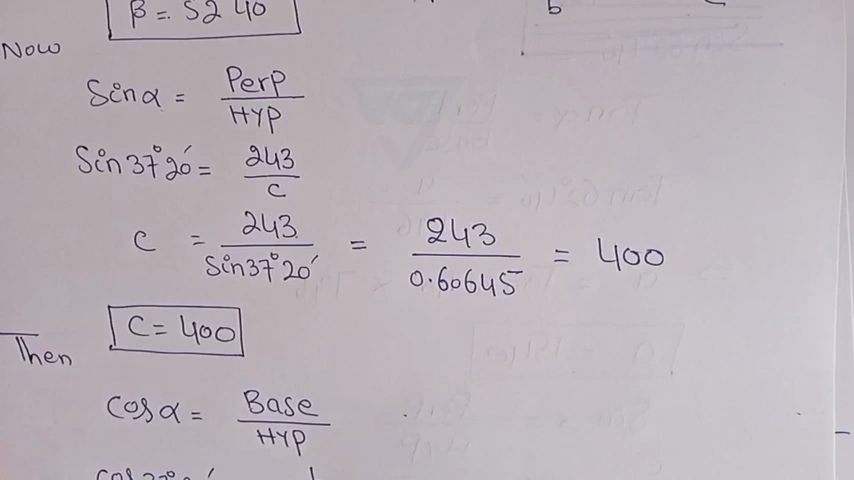 β = 52 40
b
Now
Sin α = Perp / HYP
Sin 37° 20′ = 243 / c
c = 243 / Sin 37° 20′ = 243 / 0.60645 = 400
C = 400
Then
Cos α = Base / HYP